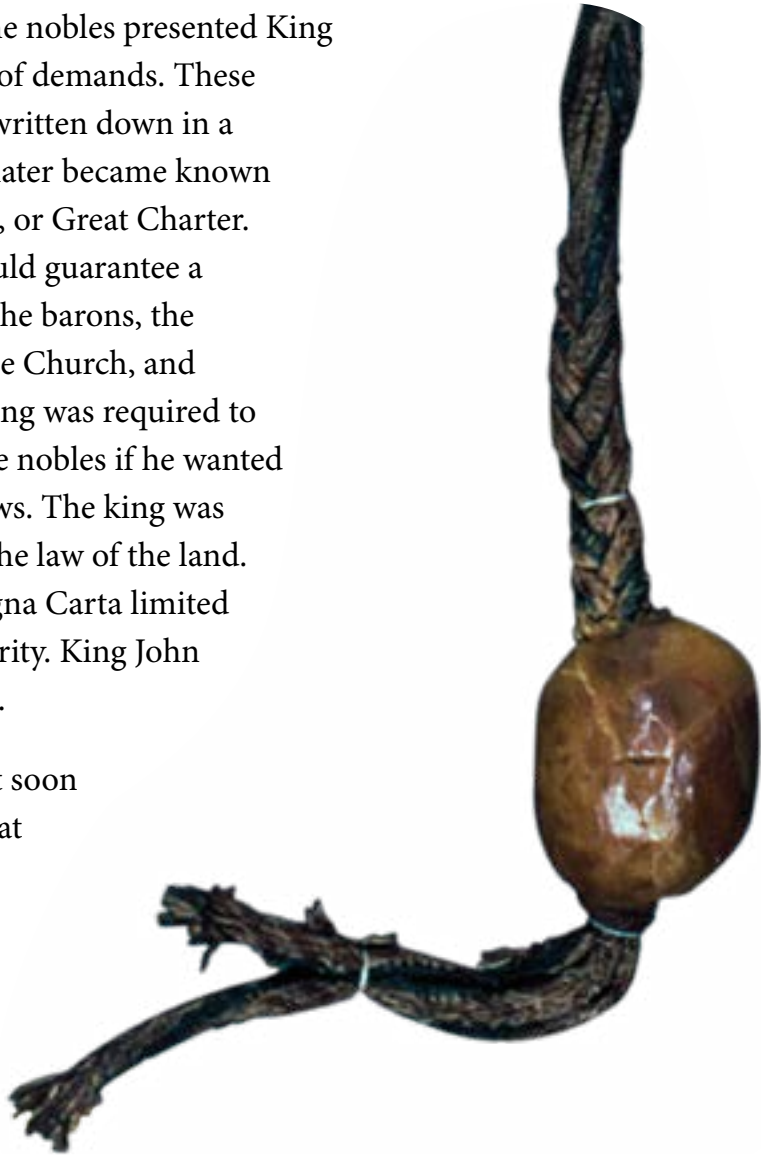 ne nobles presented King
of demands. These
written down in a
ater became known
, or Great Charter.
uld guarantee a
he barons, the
e Church, and
ng was required to
e nobles if he wanted
ws. The king was
he law of the land.
gna Carta limited
rity. King John
.
t soon
at